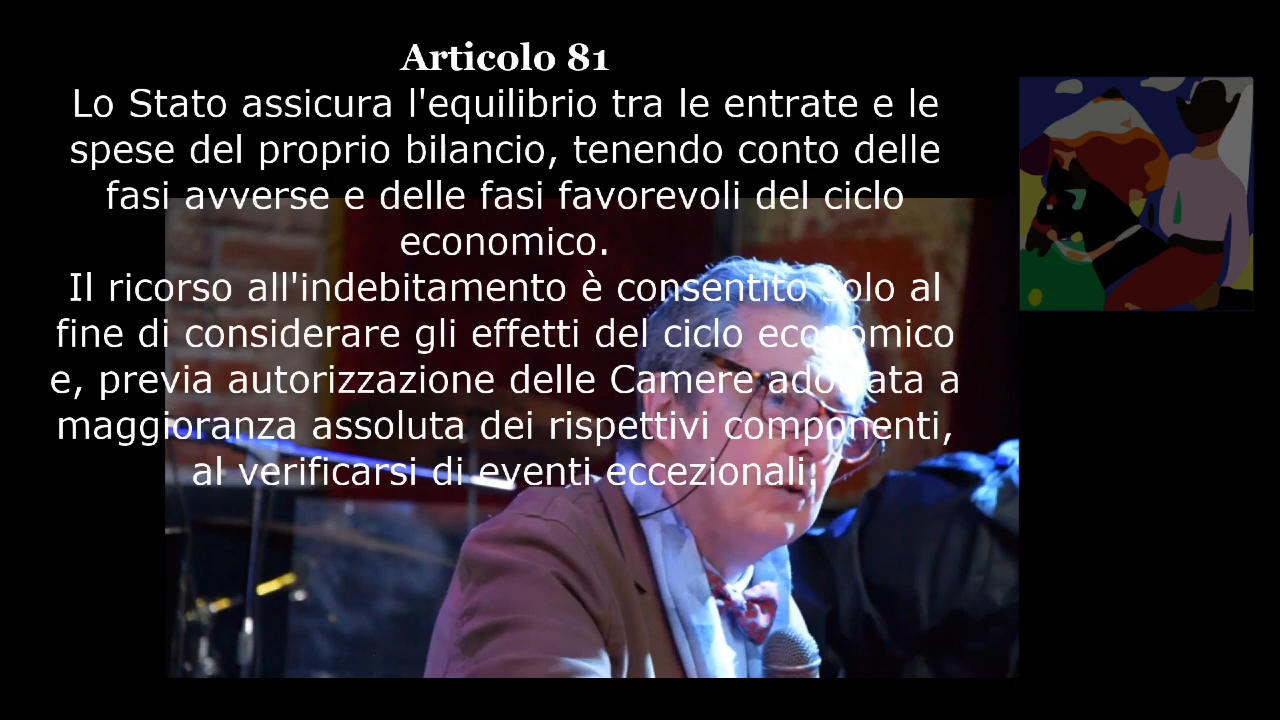 Articolo 81
Lo Stato assicura l'equilibrio tra le entrate e le
spese del proprio bilancio, tenendo conto delle
fasi avverse e delle fasi favorevoli del ciclo
economico.
Il ricorso all'indebitamento è consentito solo al
fine di considerare gli effetti del ciclo economico
e, previa autorizzazione delle Camere adottata a
maggioranza assoluta dei rispettivi componenti,
al verificarsi di eventi eccezionali.